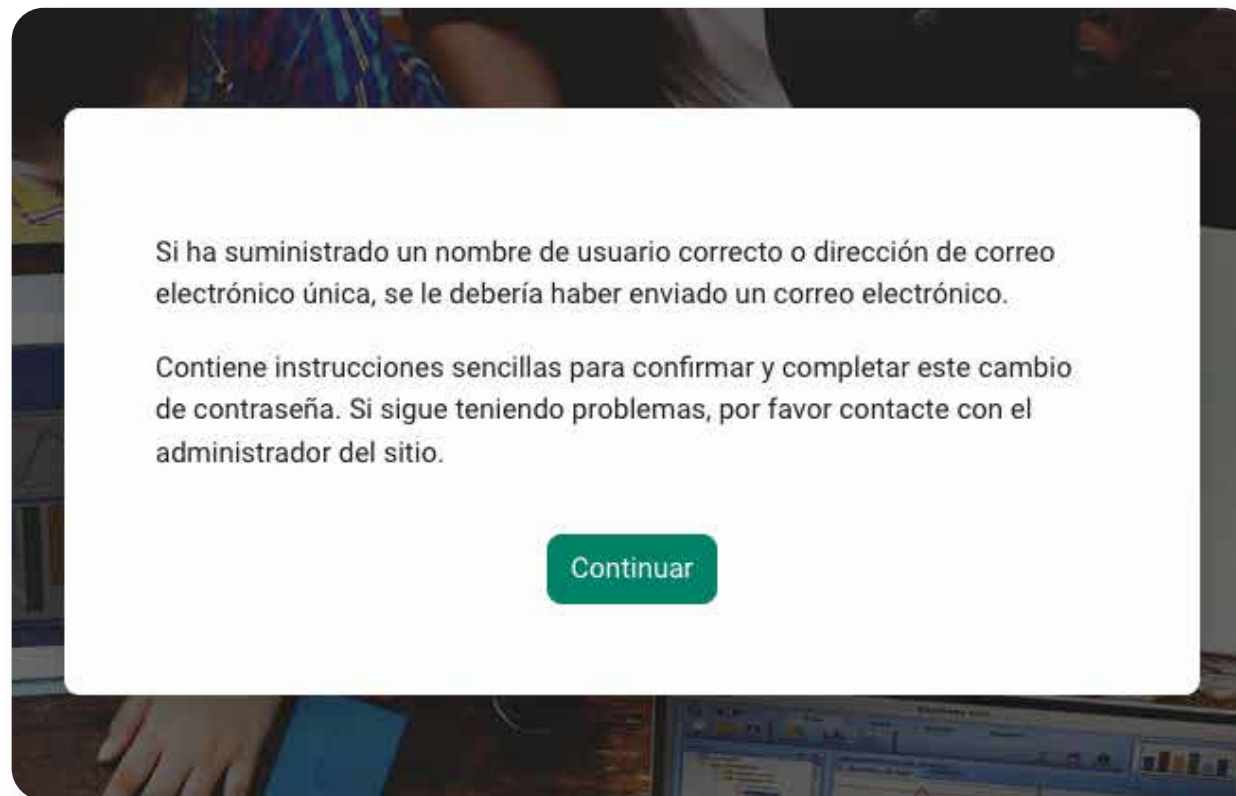 Si ha suministrado un nombre de usuario correcto o dirección de correo
electrónico única, se le debería haber enviado un correo electrónico.
Contiene instrucciones sencillas para confirmar y completar este cambio
de contraseña. Si sigue teniendo problemas, por favor contacte con el
administrador del sitio.
Continuar